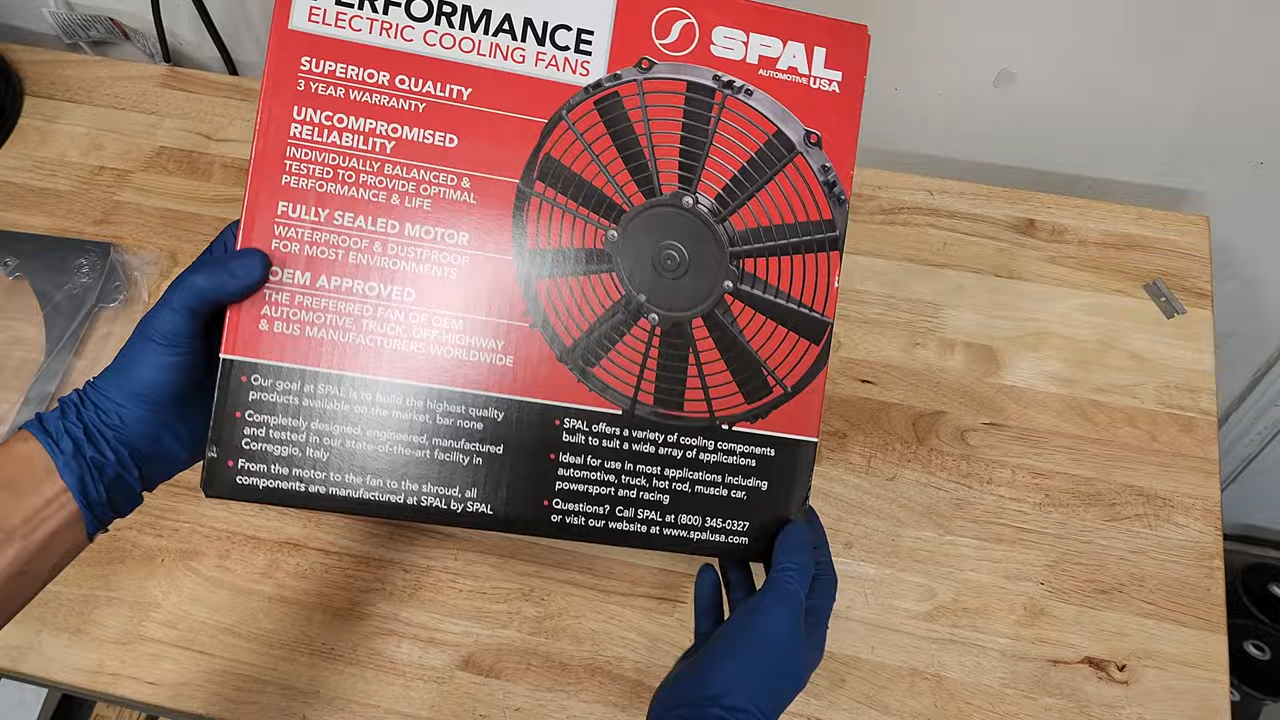 PERFORMANCE
ELECTRIC COOLING FANS
SPAL
AUTOMOTIVE USA
SUPERIOR QUALITY
3 YEAR WARRANTY
UNCOMPROMISED
RELIABILITY
INDIVIDUALLY BALANCED &
TESTED TO PROVIDE OPTIMAL
PERFORMANCE & LIFE
FULLY SEALED MOTOR
WATERPROOF & DUSTPROOF
FOR MOST ENVIRONMENTS
OEM APPROVED
THE PREFERRED FAN OF OEM
AUTOMOTIVE, TRUCK, OFF-HIGHWAY
& BUS MANUFACTURERS WORLDWIDE
• Our goal at SPAL is to build the highest quality
products available on the market, bar none
• Completely designed, engineered, manufactured
and tested in our state-of-the-art facility in
Correggio, Italy
• From the motor to the fan to the shroud, all
components are manufactured at SPAL by SPAL
• SPAL offers a variety of cooling components
built to suit a wide array of applications
• Ideal for use in most applications including
automotive, truck, hot rod, muscle car,
powersport and racing
• Questions? Call SPAL at (800) 345-0327
or visit our website at www.spalusa.com